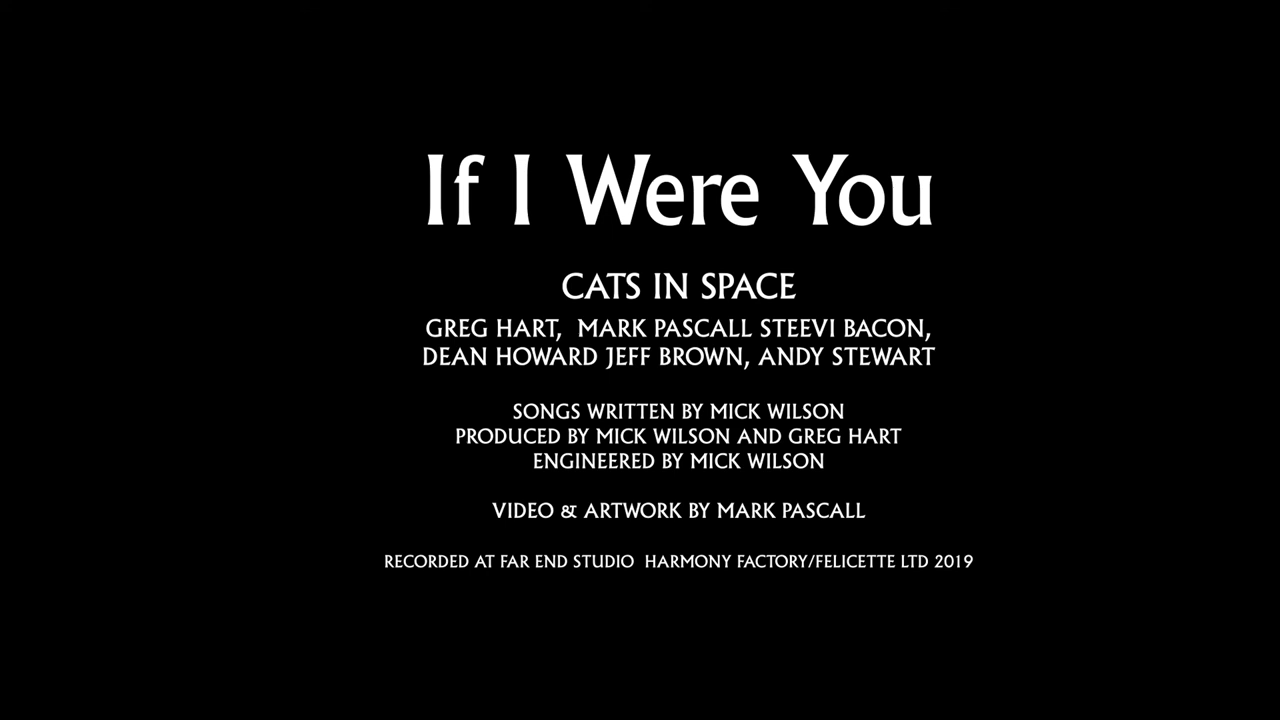 If I Were You
CATS IN SPACE
GREG HART,  MARK PASCALL STEEVI BACON,
DEAN HOWARD JEFF BROWN, ANDY STEWART
SONGS WRITTEN BY MICK WILSON
PRODUCED BY MICK WILSON AND GREG HART
ENGINEERED BY MICK WILSON
VIDEO & ARTWORK BY MARK PASCALL
RECORDED AT FAR END STUDIO  HARMONY FACTORY/FELICETTE LTD 2019